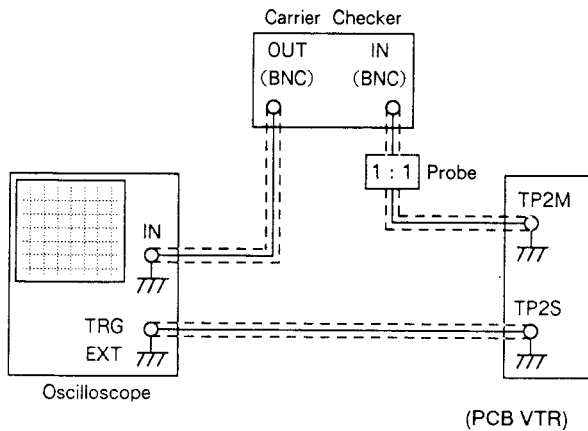 Carrier Checker
OUT IN
(BNC) (BNC)
1 : 1 Probe
TP2M
IN
TP2S
TRG
EXT
Oscilloscope
(PCB VTR)